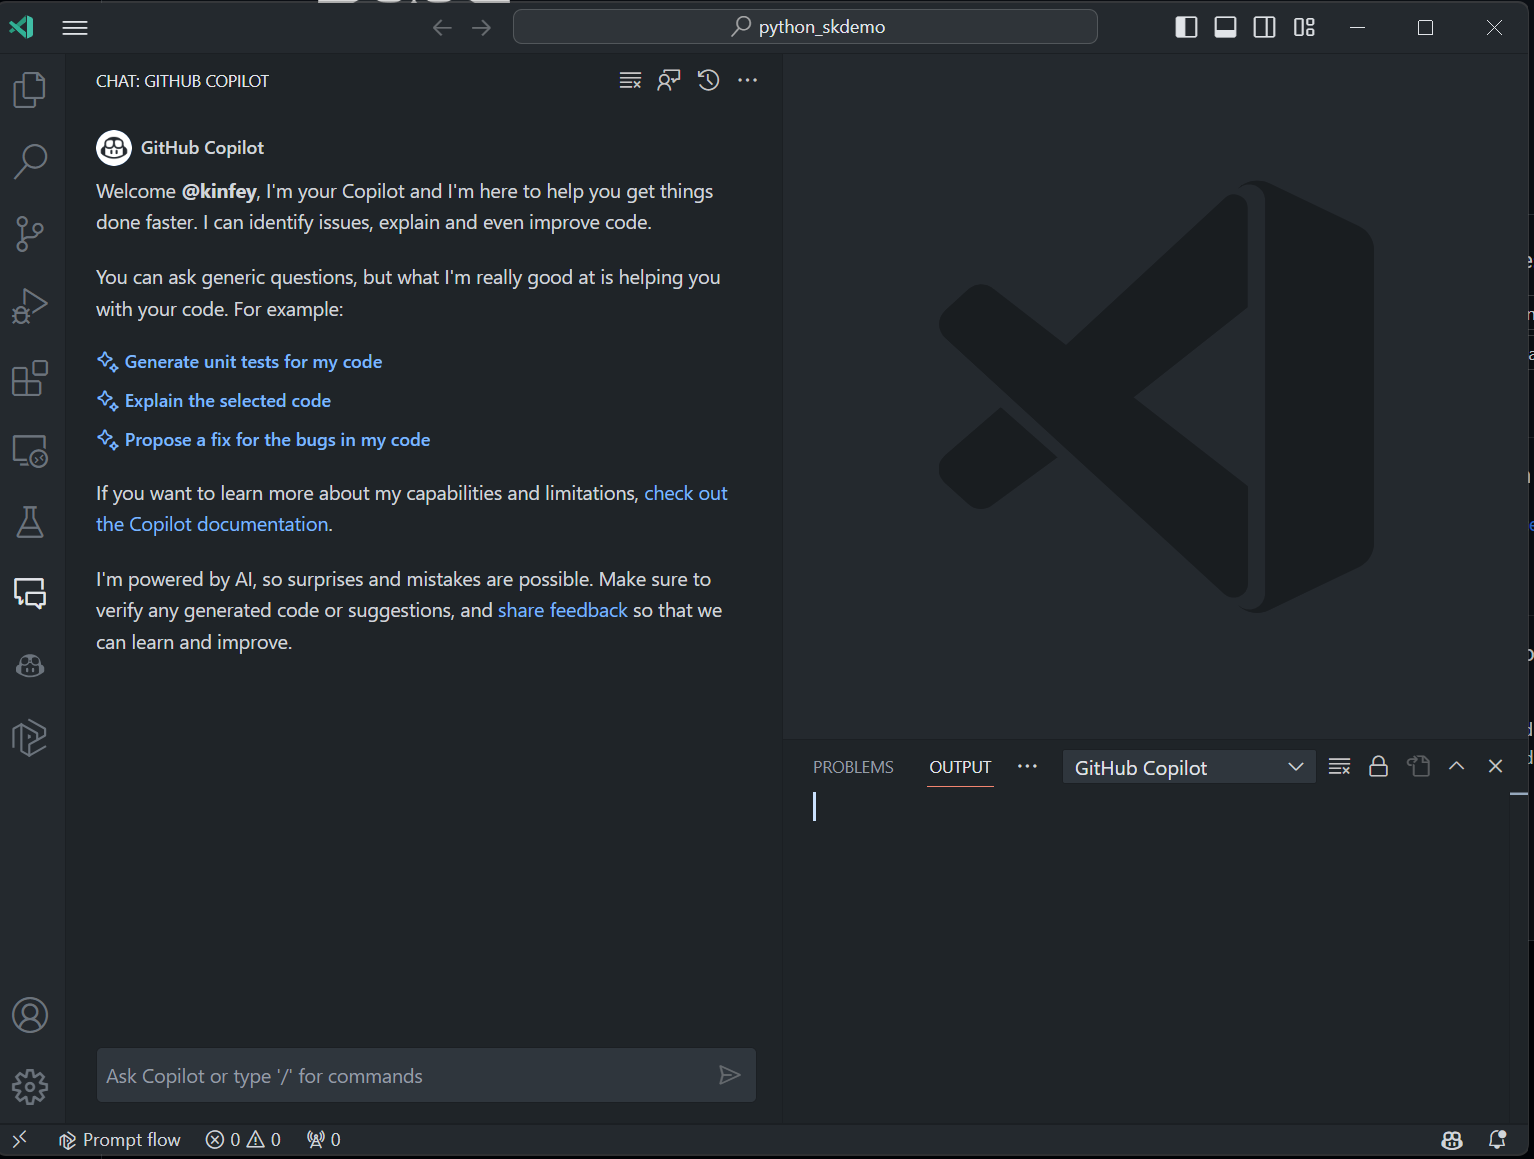 python_skdemo
CHAT: GITHUB COPILOT
GitHub Copilot
Welcome @kinfey, I'm your Copilot and I'm here to help you get things
done faster. I can identify issues, explain and even improve code.
You can ask generic questions, but what I'm really good at is helping you
with your code. For example:
Generate unit tests for my code
Explain the selected code
Propose a fix for the bugs in my code
If you want to learn more about my capabilities and limitations, check out
the Copilot documentation.
I'm powered by AI, so surprises and mistakes are possible. Make sure to
verify any generated code or suggestions, and share feedback so that we
can learn and improve.
Ask Copilot or type '/' for commands
PROBLEMS OUTPUT ··· GitHub Copilot
Prompt flow 0 0 0